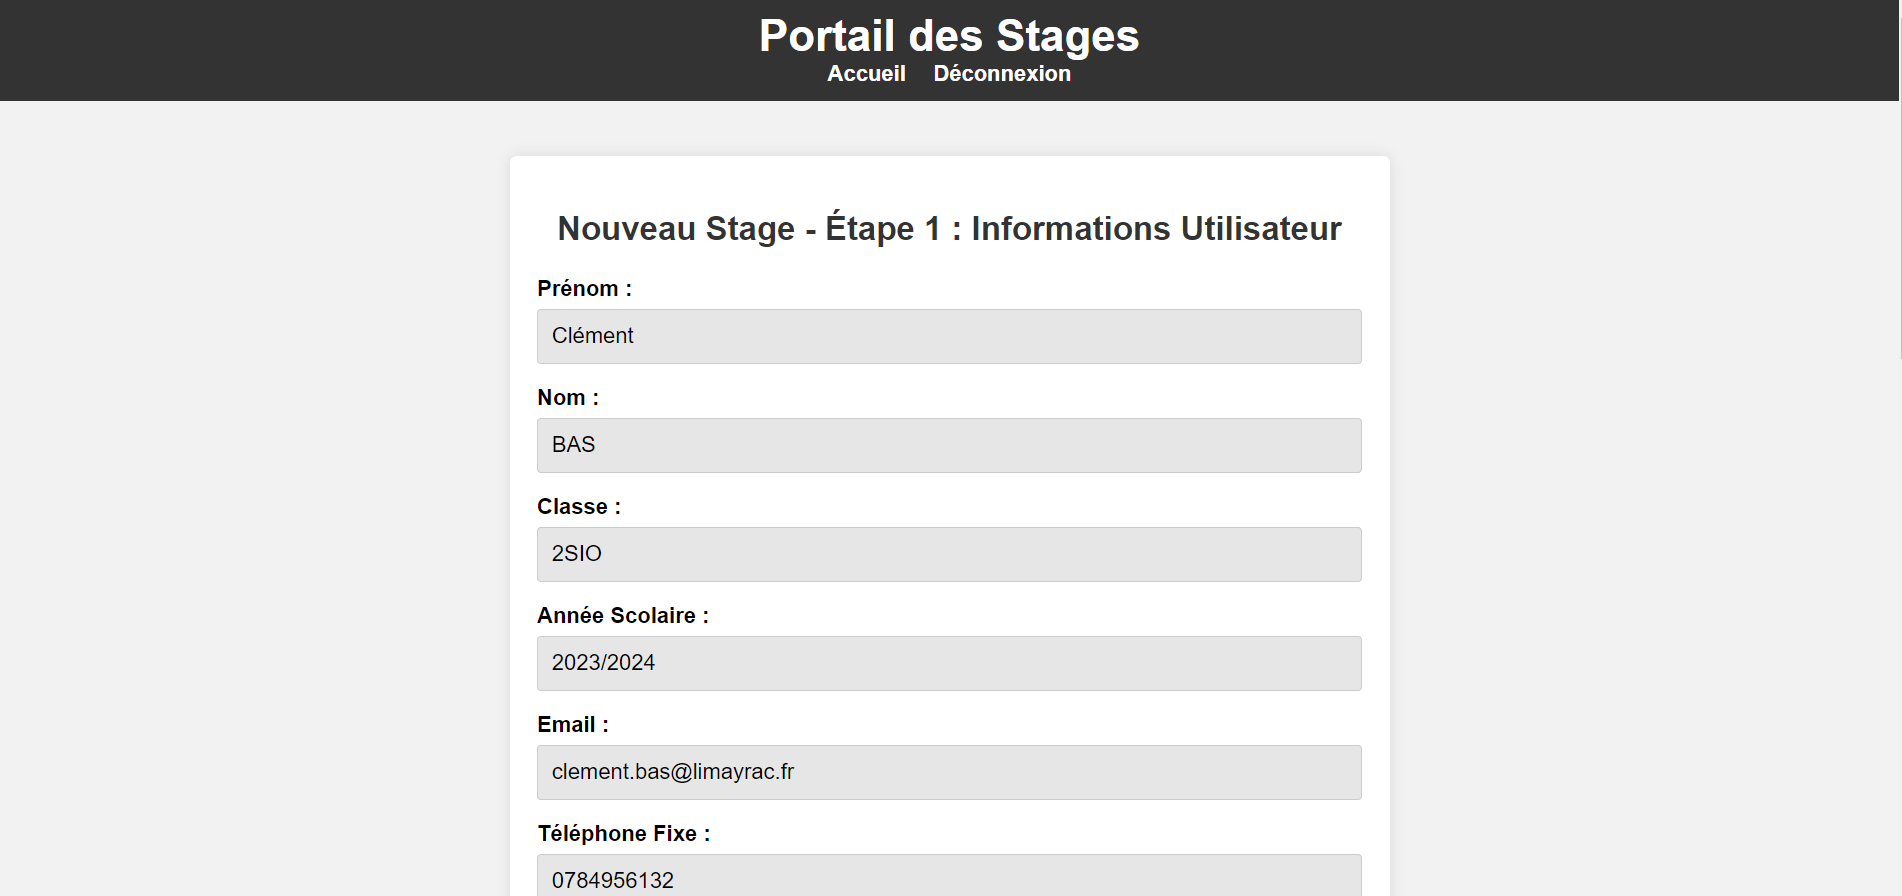 Portail des Stages
Accueil Déconnexion
Nouveau Stage - Étape 1 : Informations Utilisateur
Prénom :
Clément
Nom :
BAS
Classe :
2SIO
Année Scolaire :
2023/2024
Email :
clement.bas@limayrac.fr
Téléphone Fixe :
0784956132